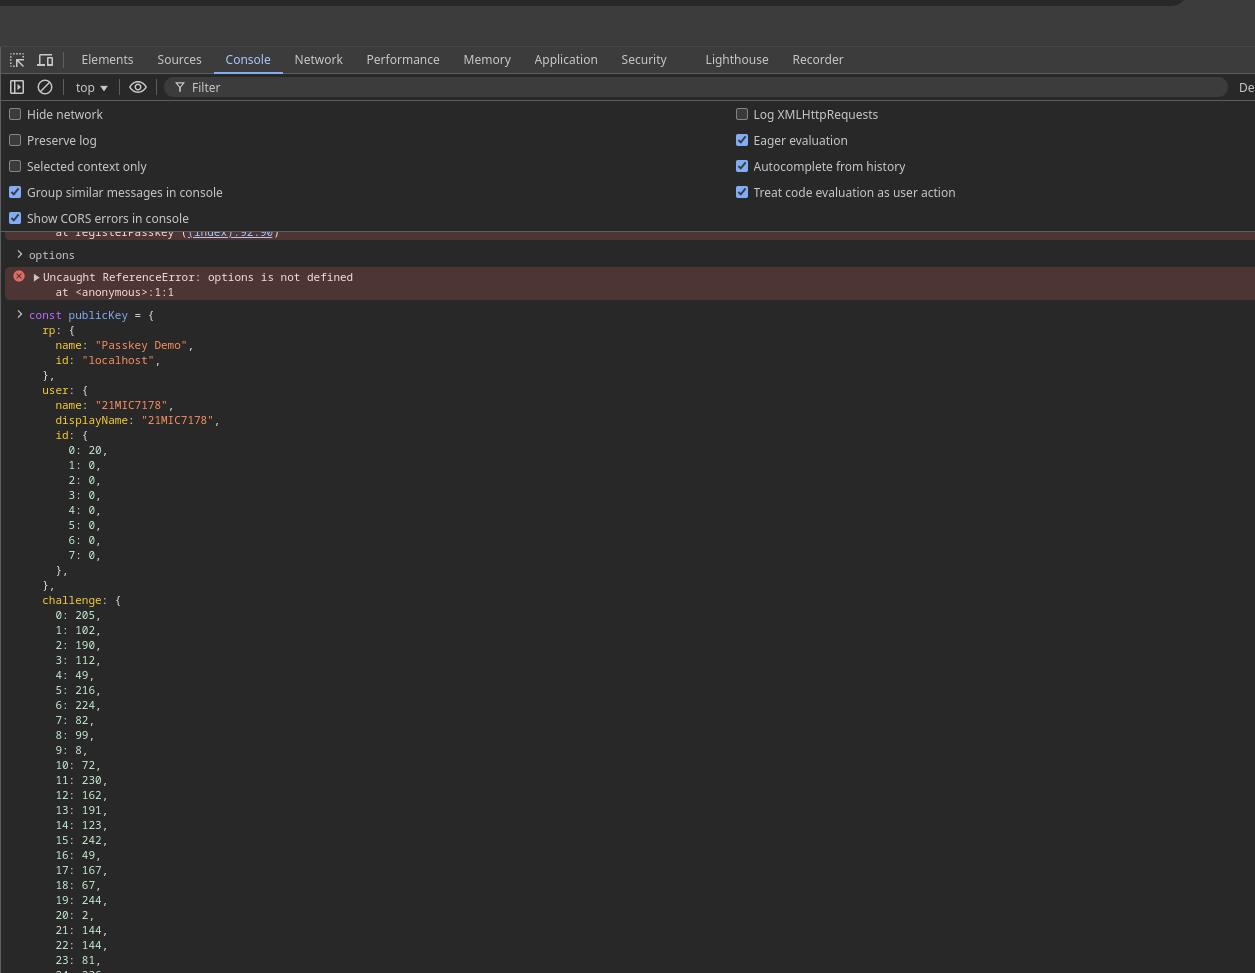 Elements Sources Console Network Performance Memory Application Security Lighthouse Recorder
top Filter De
Hide network Log XMLHttpRequests
Preserve log Eager evaluation
Selected context only Autocomplete from history
Group similar messages in console Treat code evaluation as user action
Show CORS errors in console
at registerPasskey ((index):92:90)
options
Uncaught ReferenceError: options is not defined
at <anonymous>:1:1
const publicKey = {
rp: {
name: "Passkey Demo",
id: "localhost",
},
user: {
name: "21MIC7178",
displayName: "21MIC7178",
id: {
0: 20,
1: 0,
2: 0,
3: 0,
4: 0,
5: 0,
6: 0,
7: 0,
},
},
challenge: {
0: 205,
1: 102,
2: 190,
3: 112,
4: 49,
5: 216,
6: 224,
7: 82,
8: 99,
9: 8,
10: 72,
11: 230,
12: 162,
13: 191,
14: 123,
15: 242,
16: 49,
17: 167,
18: 67,
19: 244,
20: 2,
21: 144,
22: 144,
23: 81,